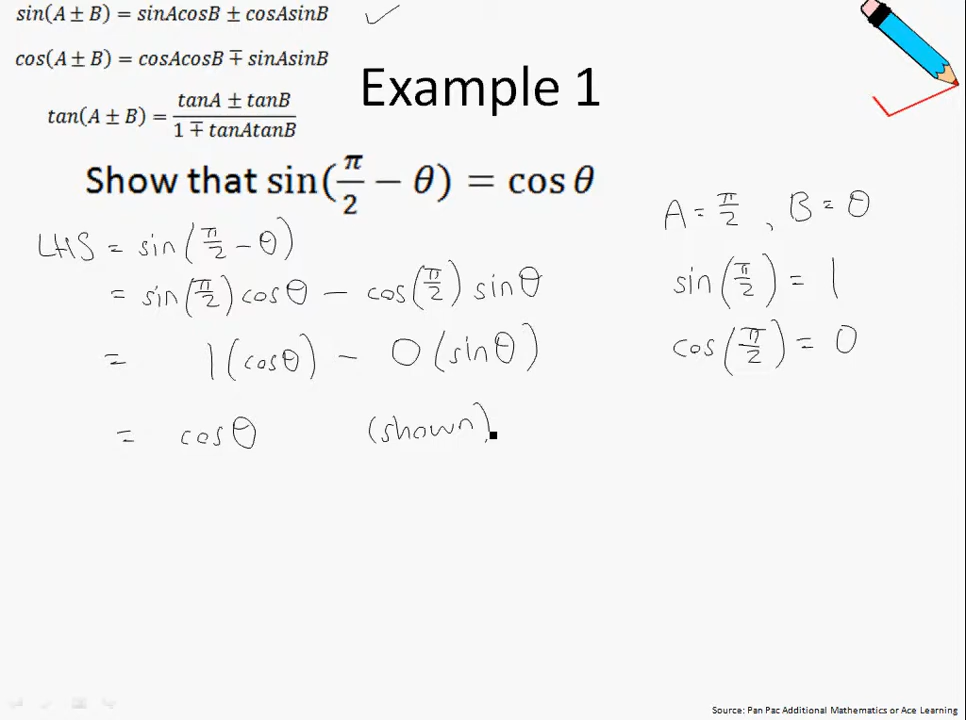 sin(A ± B) = sinAcosB ± cosAsinB
cos(A ± B) = cosAcosB ∓ sinAsinB
tan(A ± B) = (tanA ± tanB)/(1 ∓ tanAtanB)
Example 1
Show that sin(π/2 − θ) = cos θ
A = π/2 , B = θ
LHS = sin(π/2 − θ)
sin(π/2) = 1
= sin(π/2) cosθ − cos(π/2) sinθ
cos(π/2) = 0
= 1(cosθ) − 0(sinθ)
= cosθ (shown)
Source: Pan Pac Additional Mathematics or Ace Learning